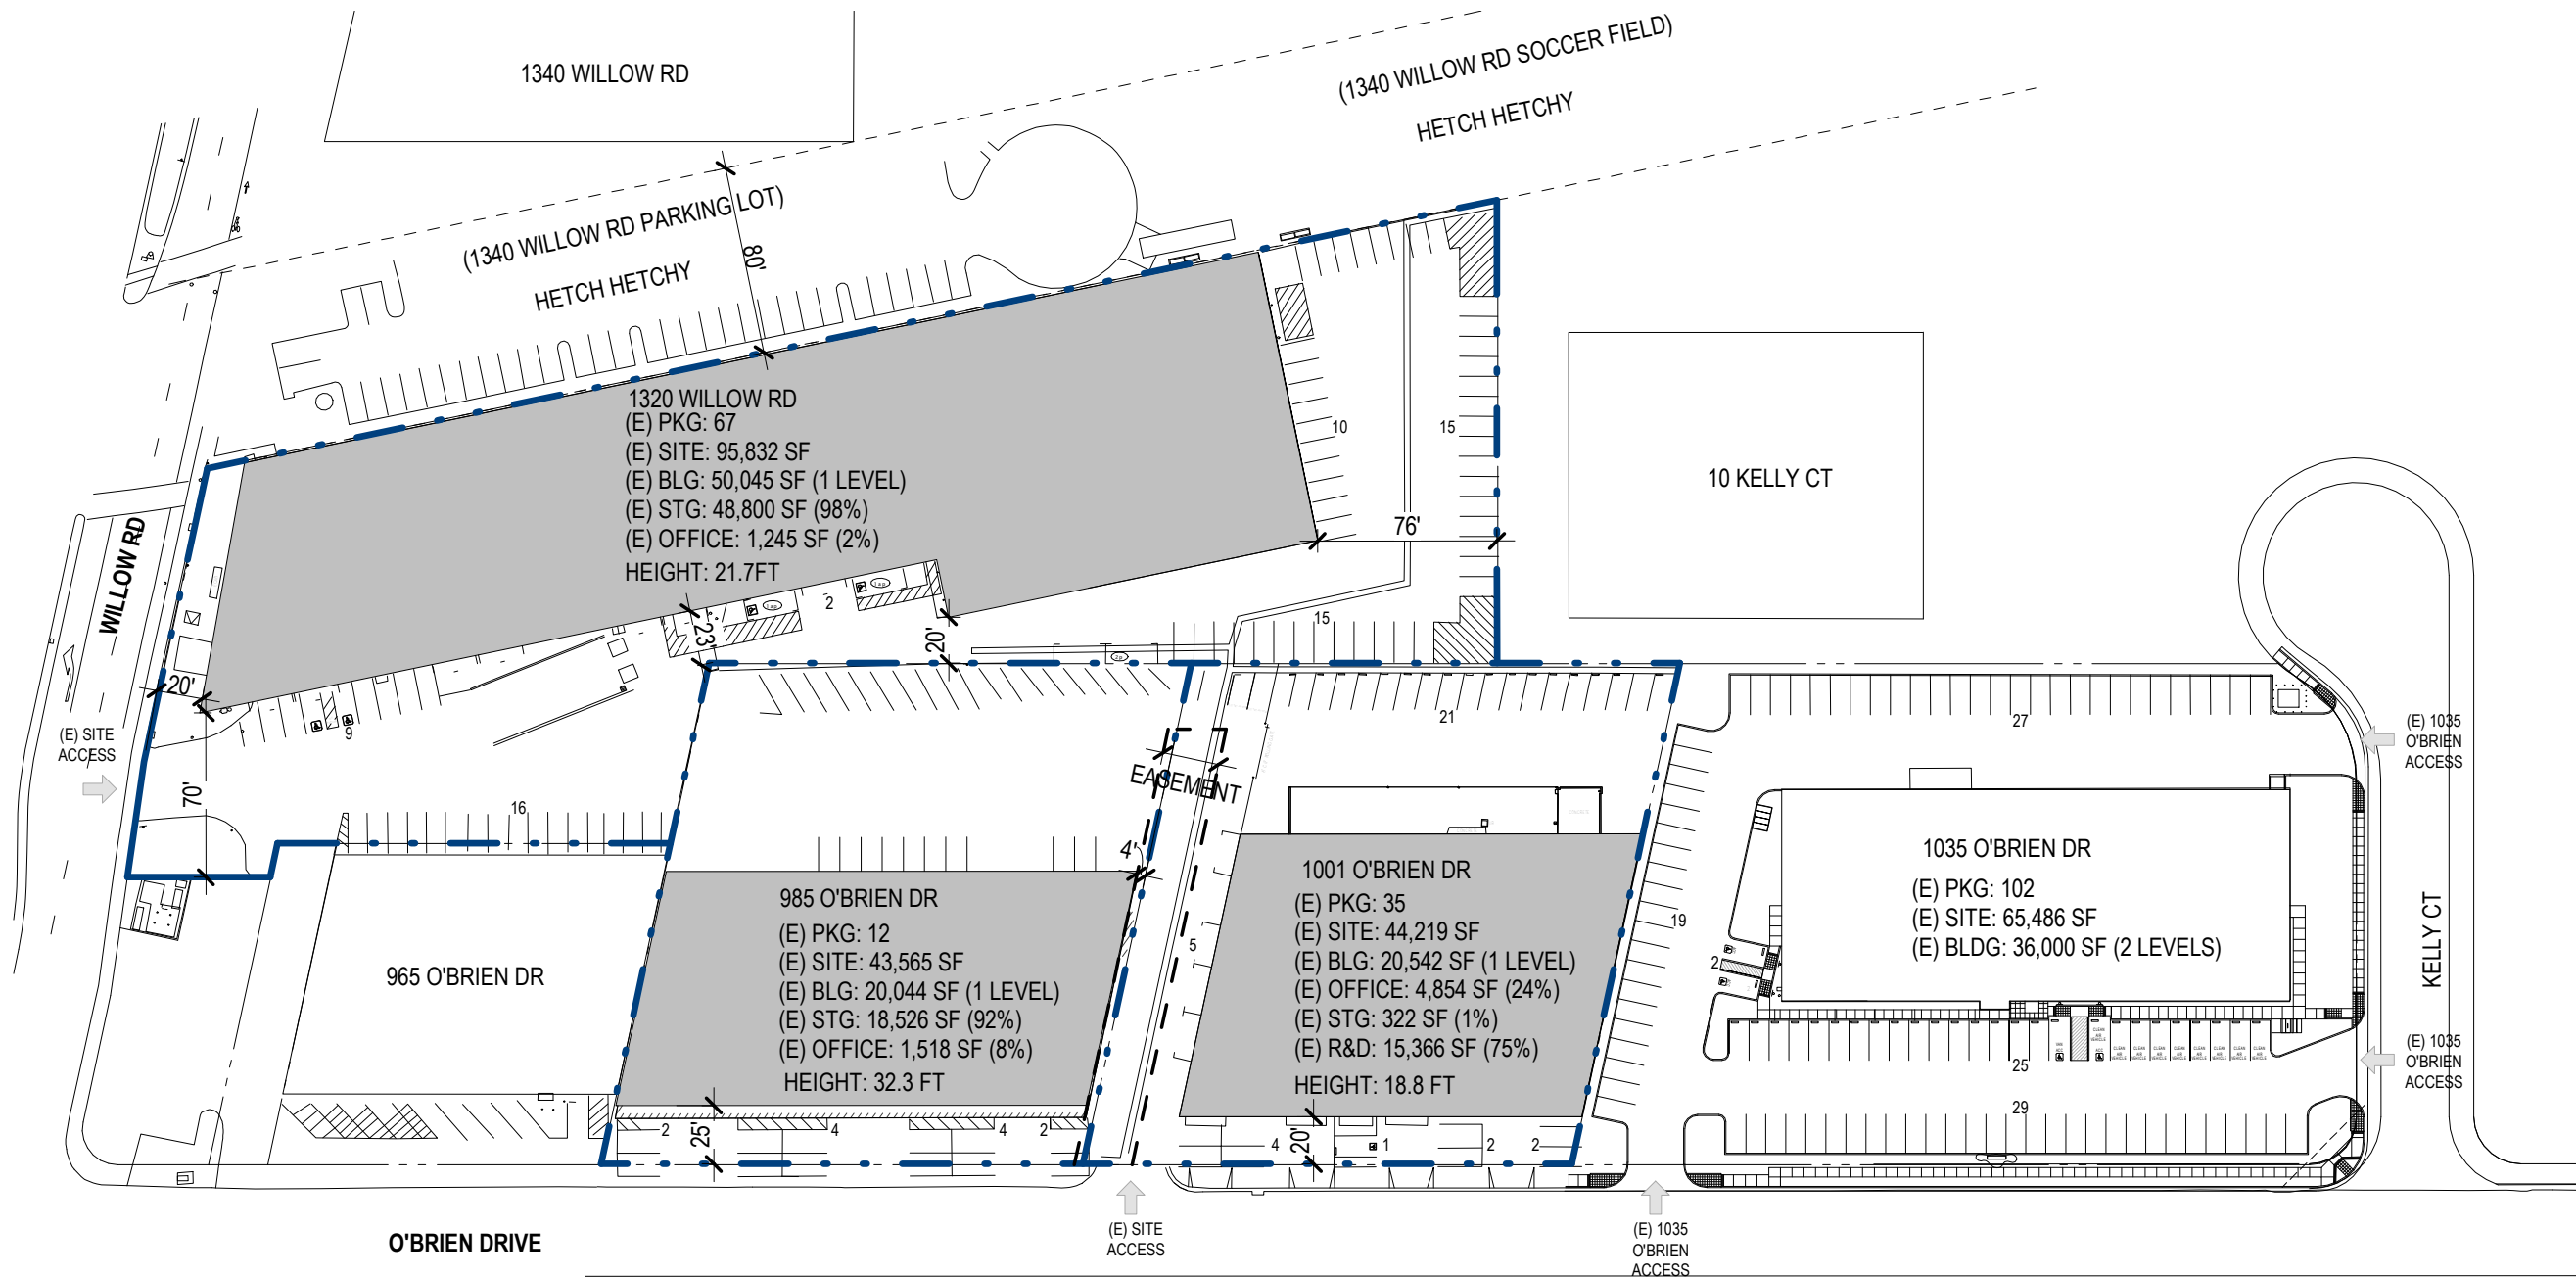 1340 WILLOW RD
(1340 WILLOW RD SOCCER FIELD)
HETCH HETCHY
(1340 WILLOW RD PARKING LOT)
HETCH HETCHY
80'
1320 WILLOW RD
(E) PKG: 67
(E) SITE: 95,832 SF
(E) BLG: 50,045 SF (1 LEVEL)
(E) STG: 48,800 SF (98%)
(E) OFFICE: 1,245 SF (2%)
HEIGHT: 21.7FT
10
15
76'
10 KELLY CT
WILLOW RD
2
23'
20'
15
20'
9
(E) SITE
ACCESS
70'
16
EASEMENT
4'
21
27
(E) 1035
O'BRIEN
ACCESS
965 O'BRIEN DR
985 O'BRIEN DR
(E) PKG: 12
(E) SITE: 43,565 SF
(E) BLG: 20,044 SF (1 LEVEL)
(E) STG: 18,526 SF (92%)
(E) OFFICE: 1,518 SF (8%)
HEIGHT: 32.3 FT
5
1001 O'BRIEN DR
(E) PKG: 35
(E) SITE: 44,219 SF
(E) BLG: 20,542 SF (1 LEVEL)
(E) OFFICE: 4,854 SF (24%)
(E) STG: 322 SF (1%)
(E) R&D: 15,366 SF (75%)
HEIGHT: 18.8 FT
19
2
1035 O'BRIEN DR
(E) PKG: 102
(E) SITE: 65,486 SF
(E) BLDG: 36,000 SF (2 LEVELS)
KELLY CT
25
29
(E) 1035
O'BRIEN
ACCESS
2
25'
4
4
2
4
20'
1
2
2
(E) SITE
ACCESS
(E) 1035
O'BRIEN
ACCESS
O'BRIEN DRIVE